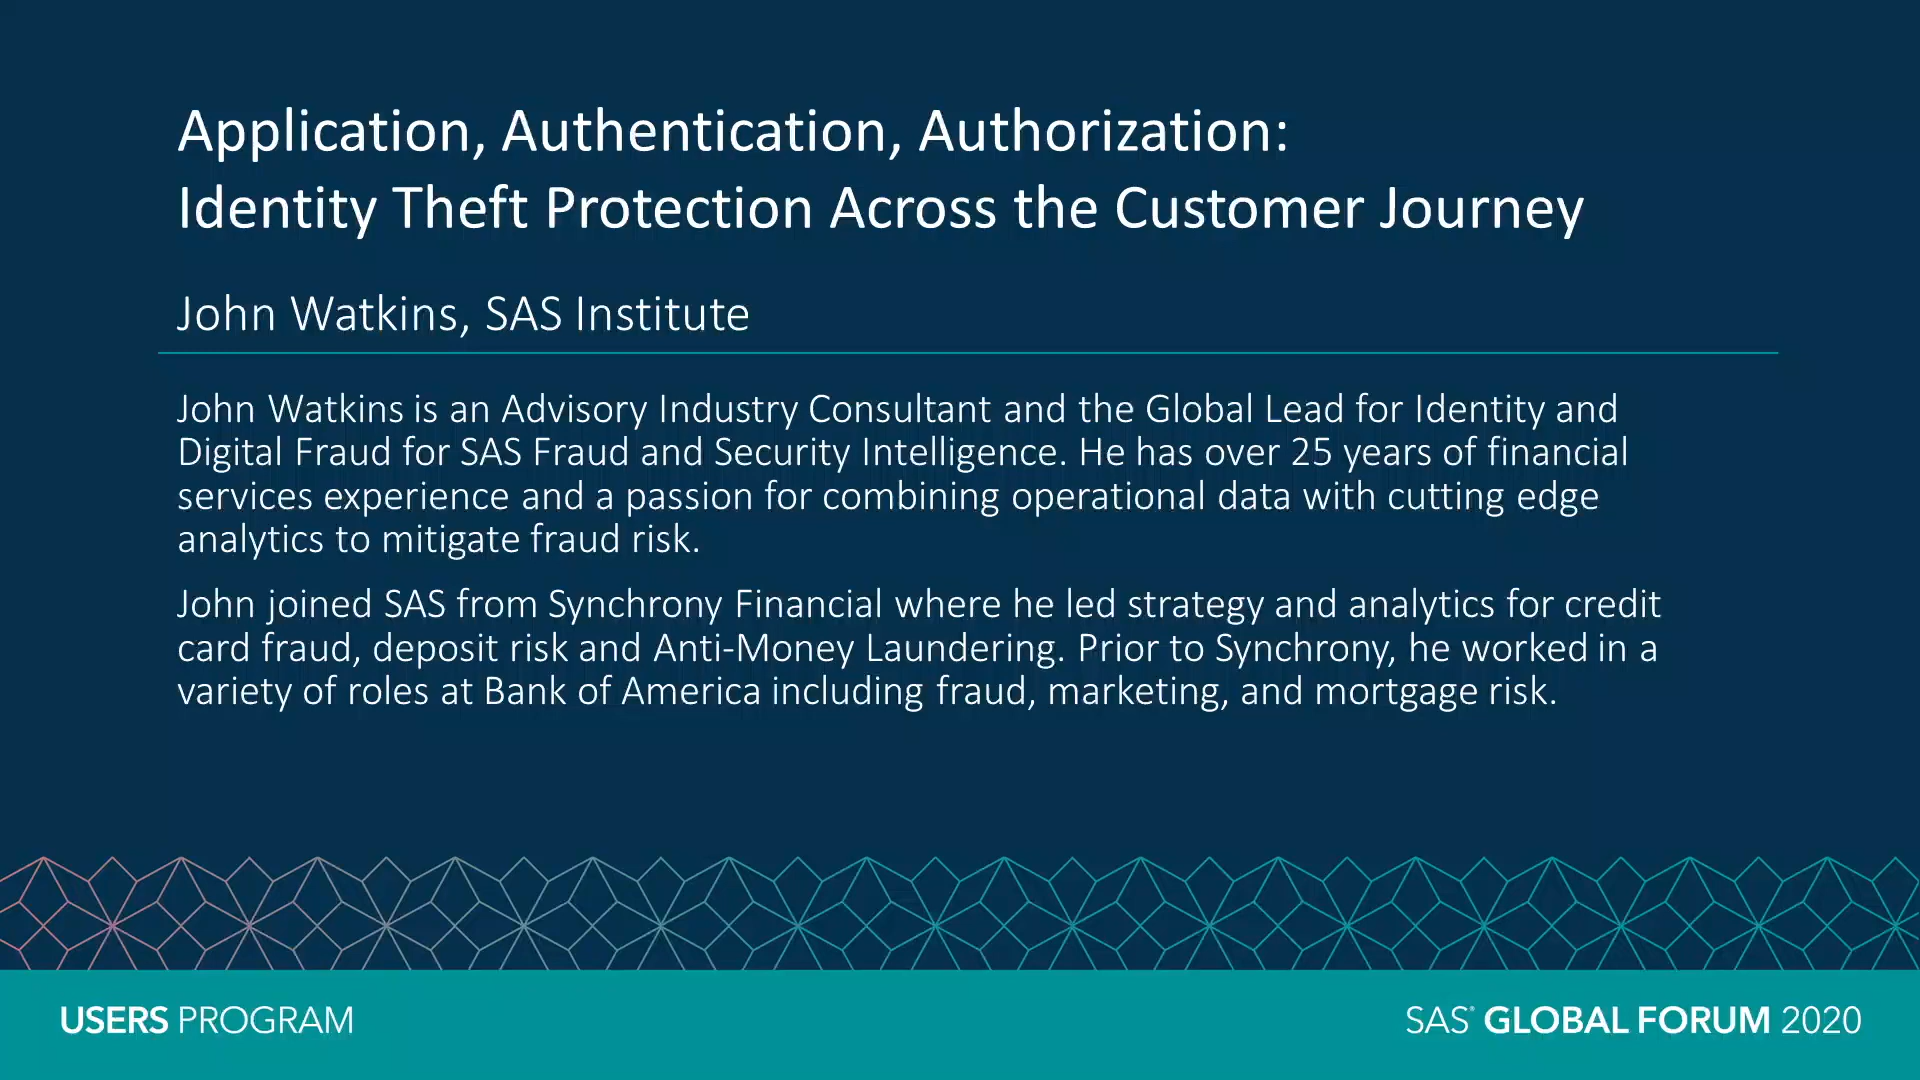 Application, Authentication, Authorization:
Identity Theft Protection Across the Customer Journey
John Watkins, SAS Institute
John Watkins is an Advisory Industry Consultant and the Global Lead for Identity and
Digital Fraud for SAS Fraud and Security Intelligence. He has over 25 years of financial
services experience and a passion for combining operational data with cutting edge
analytics to mitigate fraud risk.
John joined SAS from Synchrony Financial where he led strategy and analytics for credit
card fraud, deposit risk and Anti-Money Laundering. Prior to Synchrony, he worked in a
variety of roles at Bank of America including fraud, marketing, and mortgage risk.
USERS PROGRAM
SAS® GLOBAL FORUM 2020